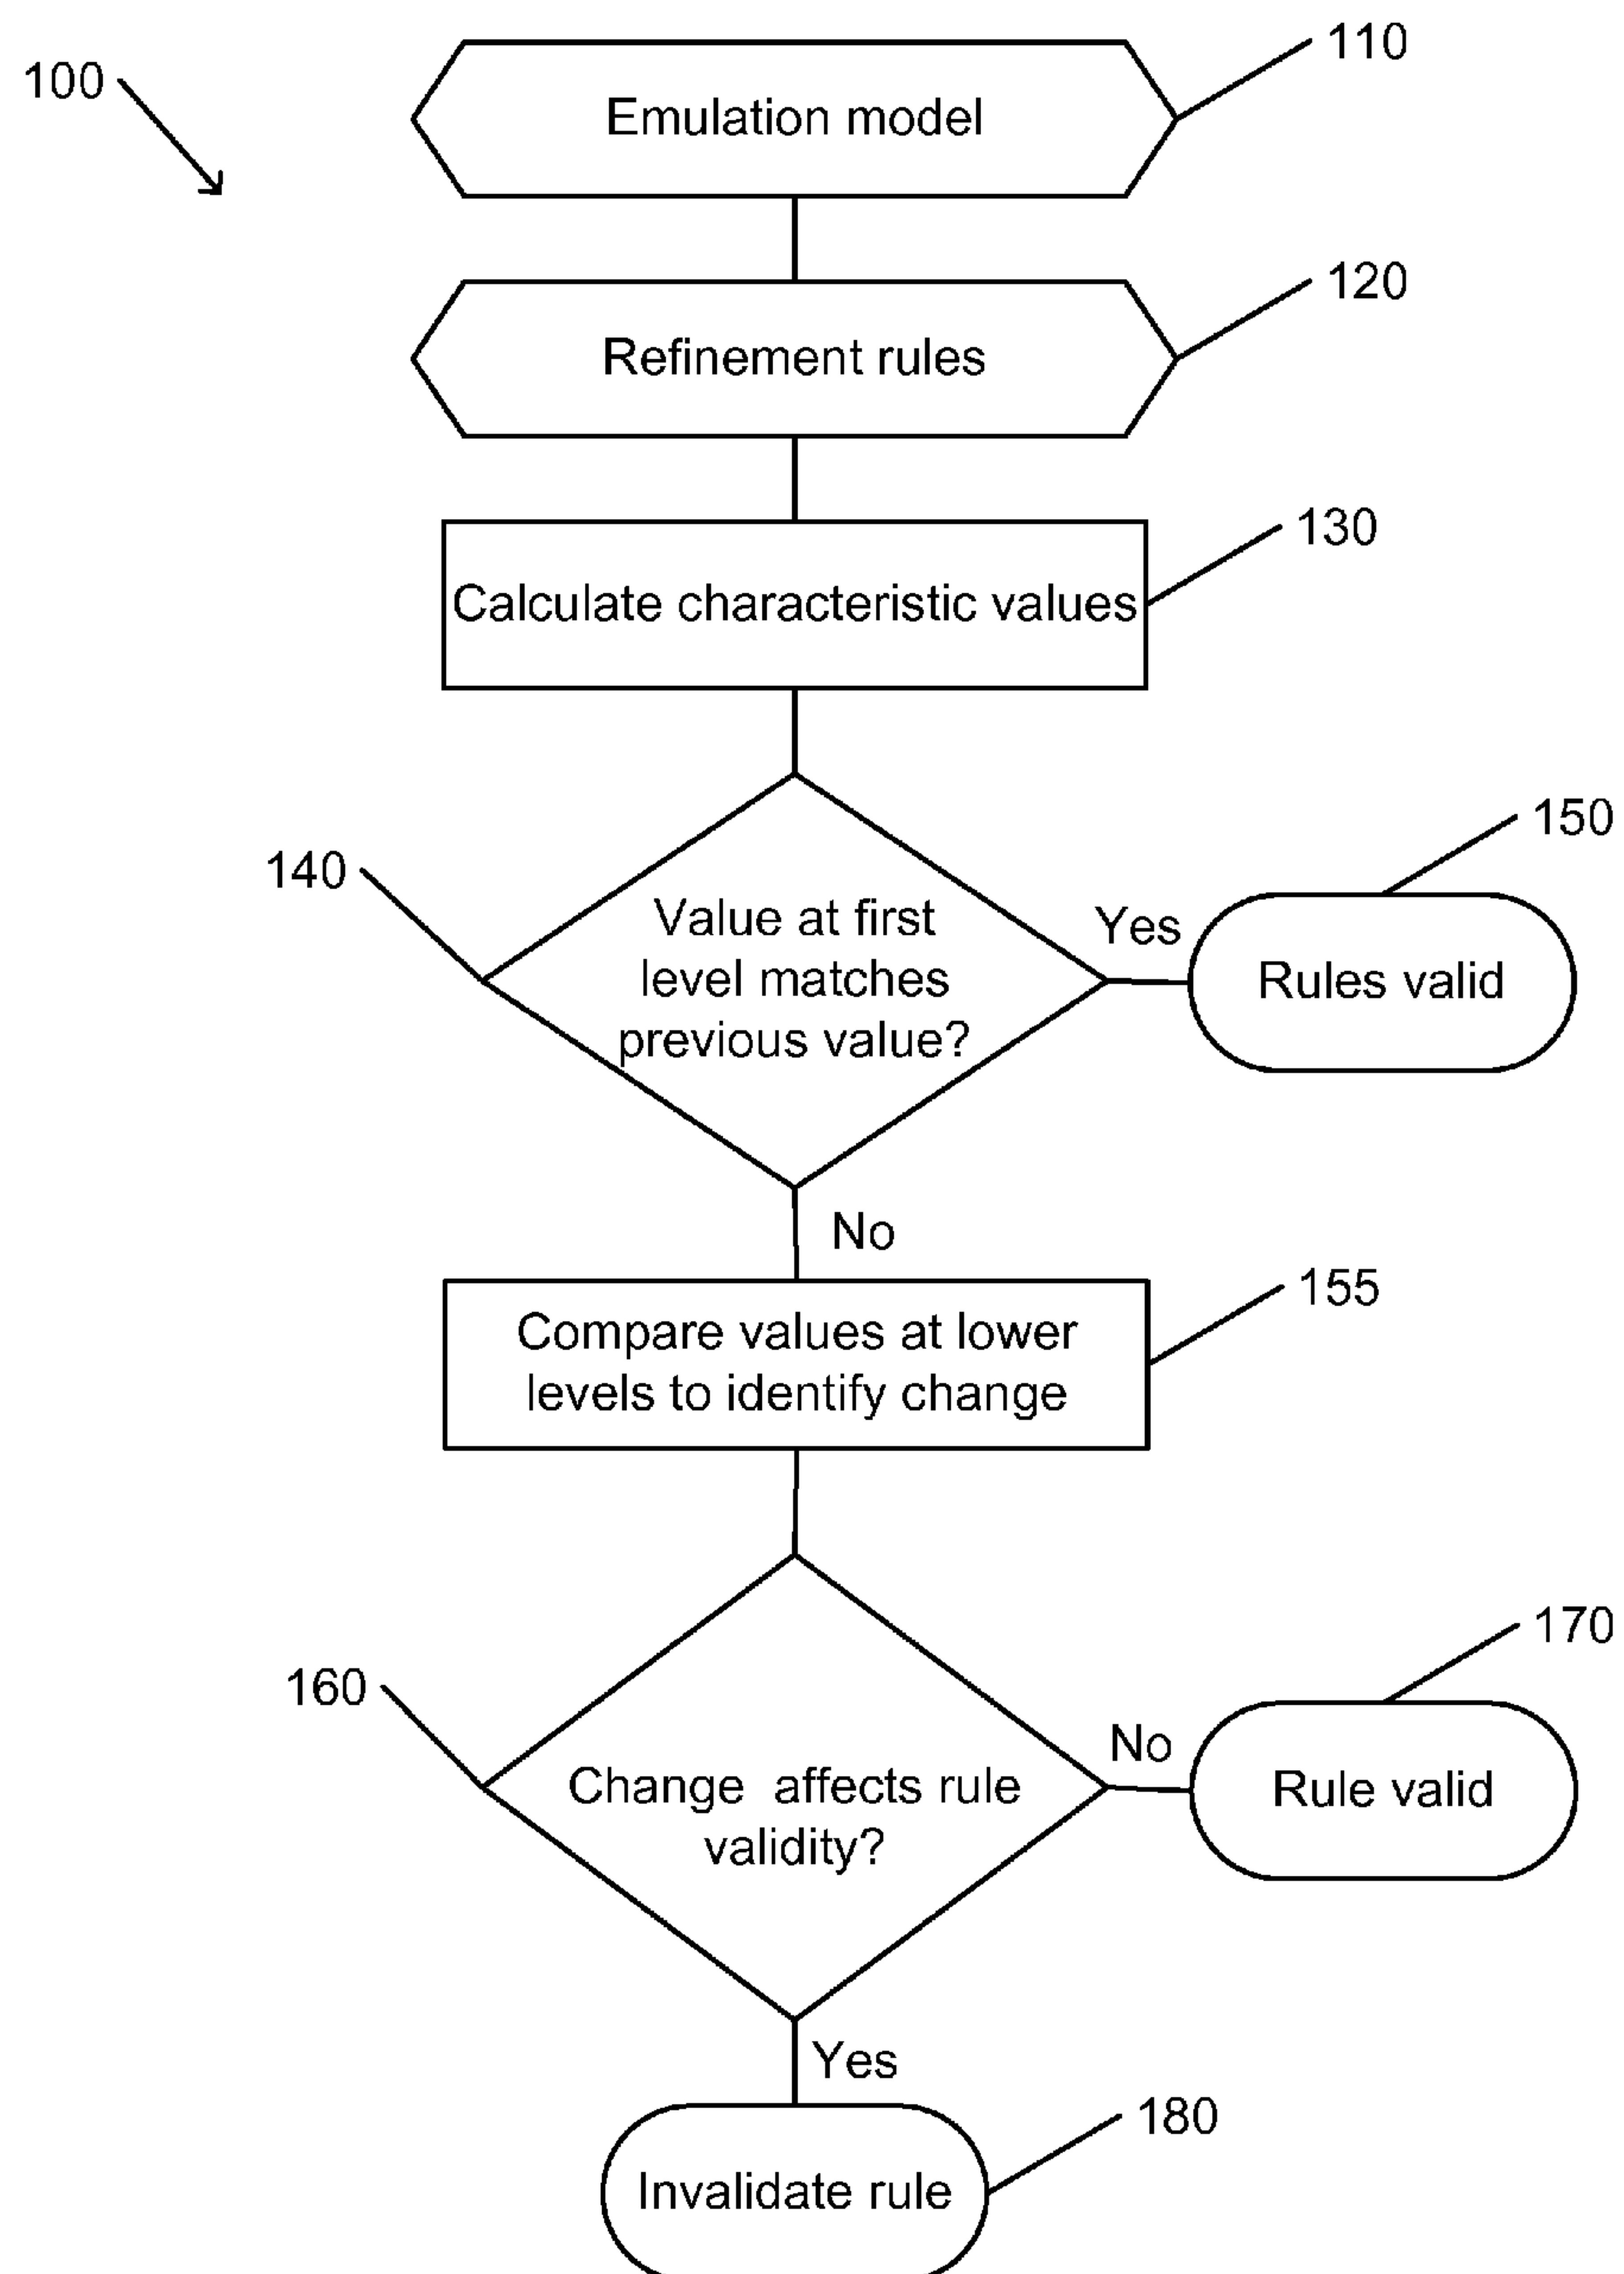 100
110
Emulation model
120
Refinement rules
130
Calculate characteristic values
140
Value at first
level matches
previous value?
Yes
150
Rules valid
No
155
Compare values at lower
levels to identify change
160
Change affects rule
validity?
No
170
Rule valid
Yes
180
Invalidate rule